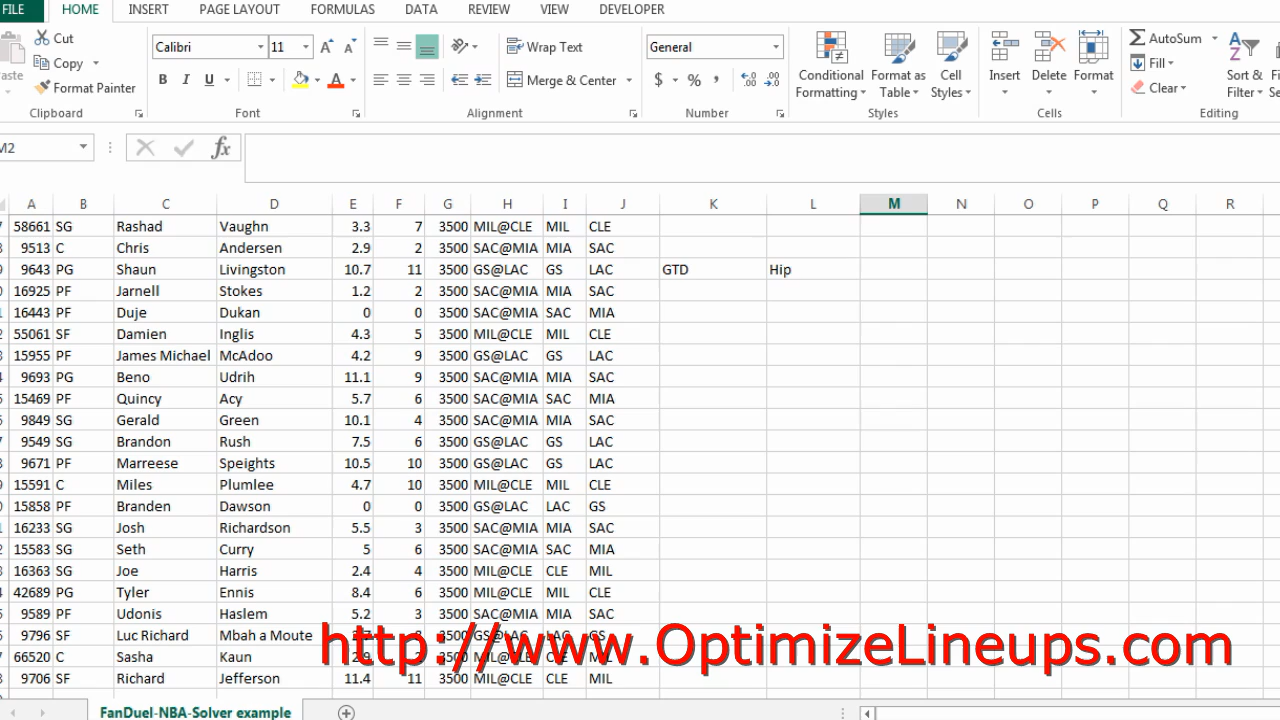 FILE HOME INSERT PAGE LAYOUT FORMULAS DATA REVIEW VIEW DEVELOPER
Cut Calibri 11 A A Wrap Text General AutoSum
Copy Conditional Format as Cell Insert Delete Format Fill Sort &
Format Painter B I U A Merge & Center $ % , Formatting Table Styles Clear Filter
Clipboard Font Alignment Number Styles Cells Editing
M2 fx
A B C D E F G H I J K L M N O P Q R
58661 SG Rashad Vaughn 3.3 7 3500 MIL@CLE MIL CLE
9513 C Chris Andersen 2.9 2 3500 SAC@MIA MIA SAC
9643 PG Shaun Livingston 10.7 11 3500 GS@LAC GS LAC GTD Hip
16925 PF Jarnell Stokes 1.2 2 3500 SAC@MIA MIA SAC
16443 PF Duje Dukan 0 0 3500 SAC@MIA SAC MIA
55061 SF Damien Inglis 4.3 5 3500 MIL@CLE MIL CLE
15955 PF James Michael McAdoo 4.2 9 3500 GS@LAC GS LAC
9693 PG Beno Udrih 11.1 9 3500 SAC@MIA MIA SAC
15469 PF Quincy Acy 5.7 6 3500 SAC@MIA SAC MIA
9849 SG Gerald Green 10.1 4 3500 SAC@MIA MIA SAC
9549 SG Brandon Rush 7.5 6 3500 GS@LAC GS LAC
9671 PF Marreese Speights 10.5 10 3500 GS@LAC GS LAC
15591 C Miles Plumlee 4.7 10 3500 MIL@CLE MIL CLE
15858 PF Branden Dawson 0 0 3500 GS@LAC LAC GS
16233 SG Josh Richardson 5.5 3 3500 SAC@MIA MIA SAC
15583 SG Seth Curry 5 6 3500 SAC@MIA SAC MIA
16363 SG Joe Harris 2.4 4 3500 MIL@CLE CLE MIL
42689 PG Tyler Ennis 8.4 6 3500 MIL@CLE MIL CLE
9589 PF Udonis Haslem 5.2 3 3500 SAC@MIA MIA SAC
9796 SF Luc Richard Mbah a Moute 3500 GS@LAC LAC GS
http://www.OptimizeLineups.com
66520 C Sasha Kaun 3500 MIL@CLE CLE MIL
9706 SF Richard Jefferson 11.4 11 3500 MIL@CLE CLE MIL
FanDuel-NBA-Solver example